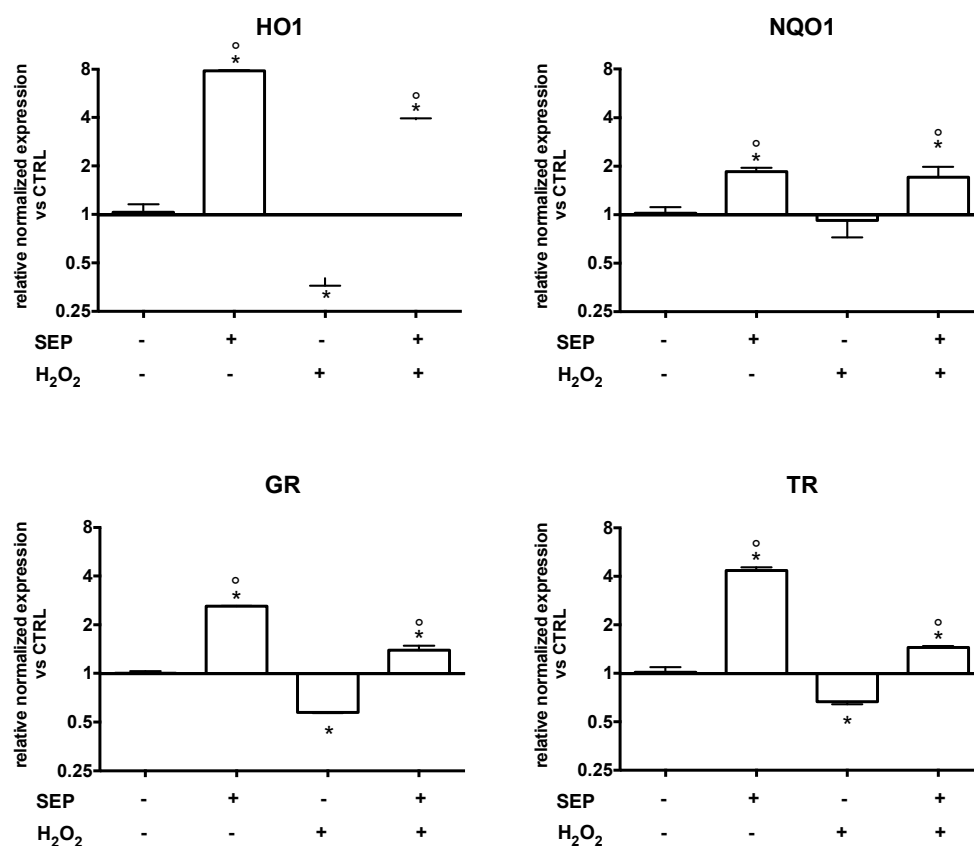 HO1
relative normalized expression
vs CTRL
8
4
2
1
0.5
0.25
° ° 
* * *
SEP - + - +
H₂O₂ - - + +
NQO1
relative normalized expression
vs CTRL
8
4
2
1
0.5
0.25
° °
* *
SEP - + - +
H₂O₂ - - + +
GR
relative normalized expression
vs CTRL
8
4
2
1
0.5
0.25
° °
* * *
SEP - + - +
H₂O₂ - - + +
TR
relative normalized expression
vs CTRL
8
4
2
1
0.5
0.25
° °
* * *
SEP - + - +
H₂O₂ - - + +